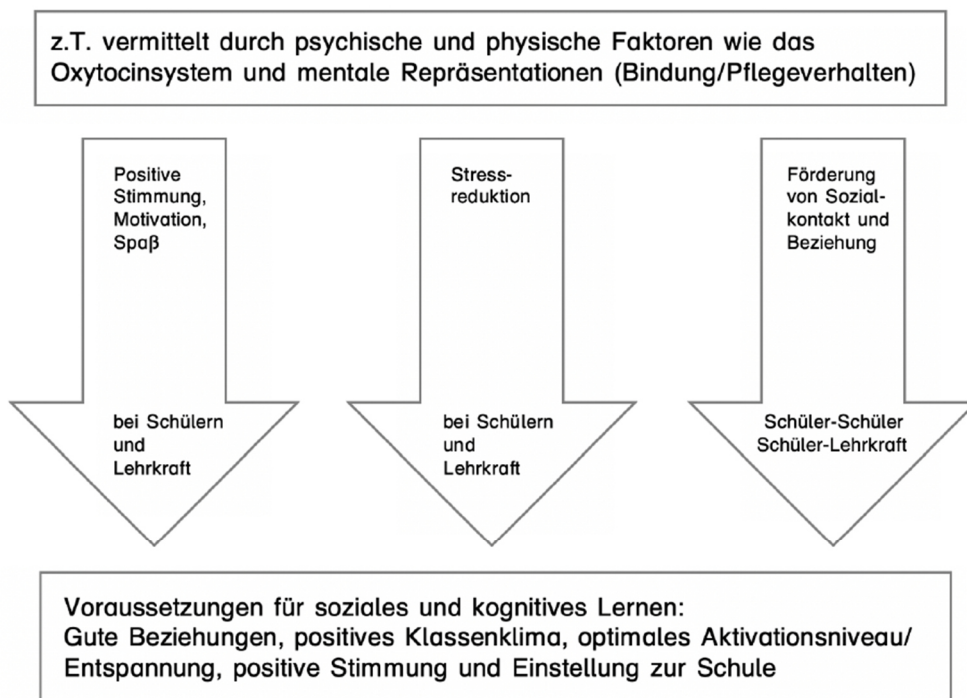 z.T. vermittelt durch psychische und physische Faktoren wie das
Oxytocinsystem und mentale Repräsentationen (Bindung/Pflegeverhalten)
Positive
Stimmung,
Motivation,
Spaß
bei Schülern
und
Lehrkraft
Stress-
reduktion
bei Schülern
und
Lehrkraft
Förderung
von Sozial-
kontakt und
Beziehung
Schüler-Schüler
Schüler-Lehrkraft
Voraussetzungen für soziales und kognitives Lernen:
Gute Beziehungen, positives Klassenklima, optimales Aktivationsniveau/
Entspannung, positive Stimmung und Einstellung zur Schule